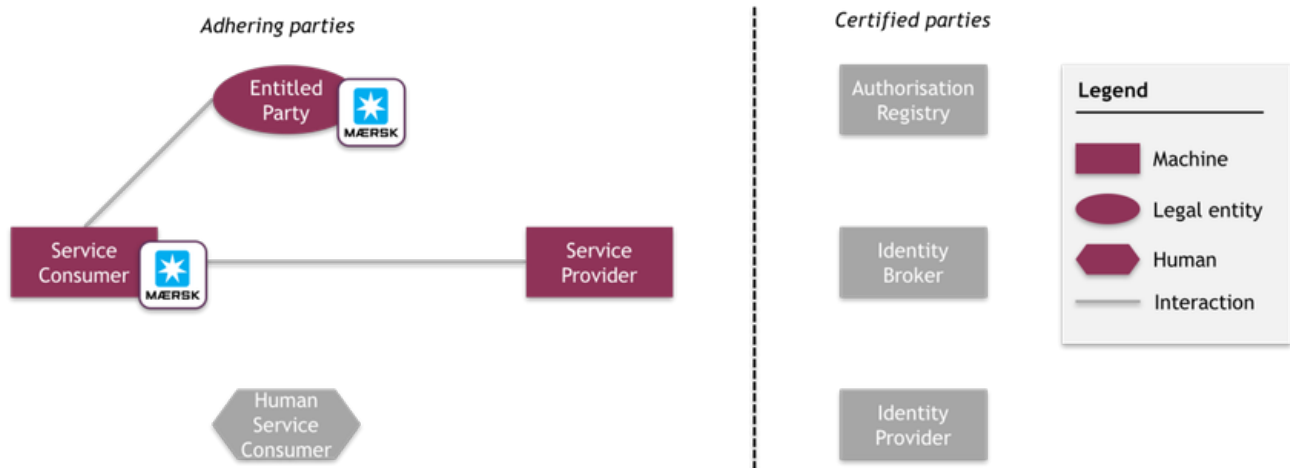 Adhering parties
Certified parties
Entitled
Party
MÆRSK
Authorisation
Registry
Legend
Machine
Legal entity
Human
Interaction
Service
Consumer
MÆRSK
Service
Provider
Identity
Broker
Human
Service
Consumer
Identity
Provider